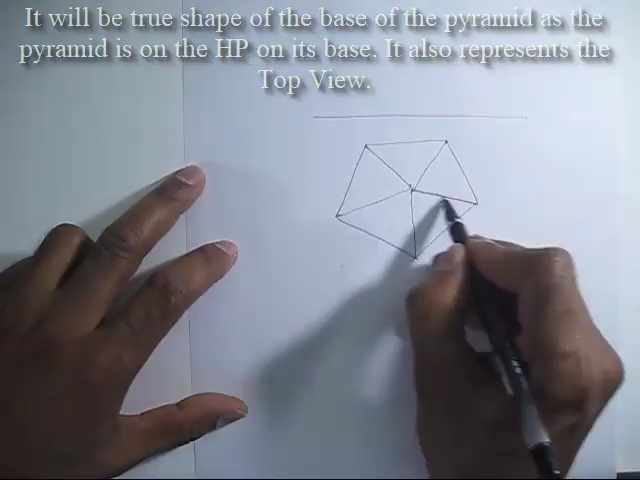 It will be true shape of the base of the pyramid as the
pyramid is on the HP on its base. It also represents the
Top View.